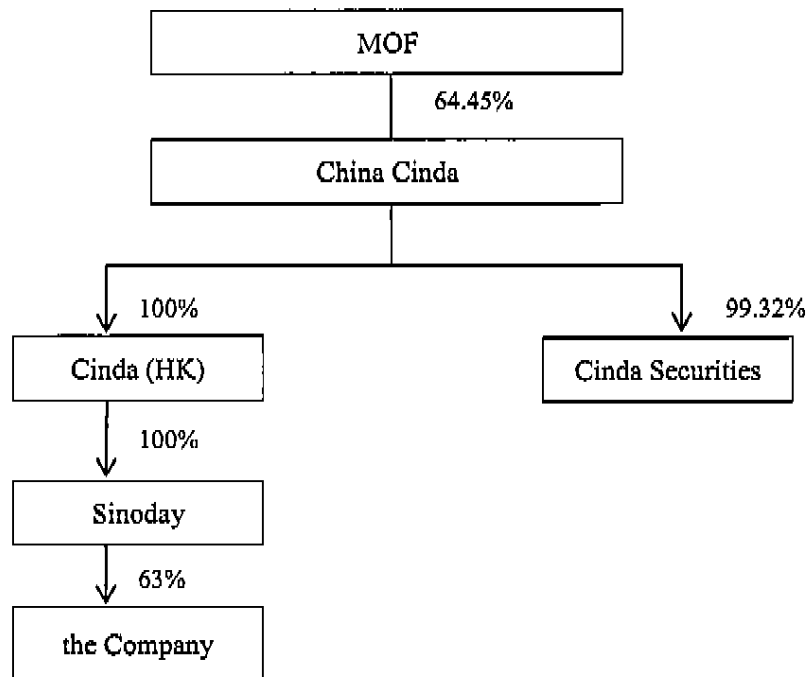 MOF
64.45%
China Cinda
100%
99.32%
Cinda (HK)
Cinda Securities
100%
Sinoday
63%
the Company